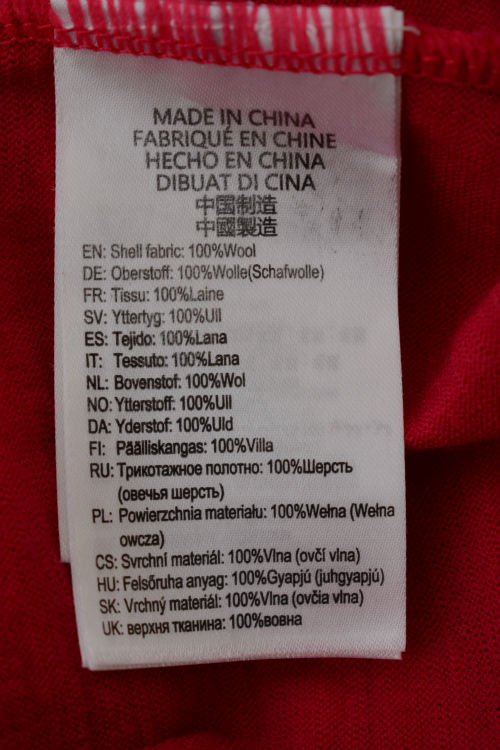 MADE IN CHINA
FABRIQUÉ EN CHINE
HECHO EN CHINA
DIBUAT DI CINA
中国制造
中國製造
EN: Shell fabric: 100%Wool
DE: Oberstoff: 100%Wolle(Schafwolle)
FR: Tissu: 100%Laine
SV: Yttertyg: 100%Ull
ES: Tejido: 100%Lana
IT: Tessuto: 100%Lana
NL: Bovenstof: 100%Wol
NO: Ytterstoff: 100%Ull
DA: Yderstof: 100%Uld
FI: Päälliskangas: 100%Villa
RU: Трикотажное полотно: 100%Шерсть
(овечья шерсть)
PL: Powierzchnia materiału: 100%Wełna (Wełna
owcza)
CS: Svrchní materiál: 100%Vlna (ovčí vlna)
HU: Felsőruha anyag: 100%Gyapjú (juhgyapjú)
SK: Vrchný materiál: 100%Vlna (ovčia vlna)
UK: верхня тканина: 100%вовна